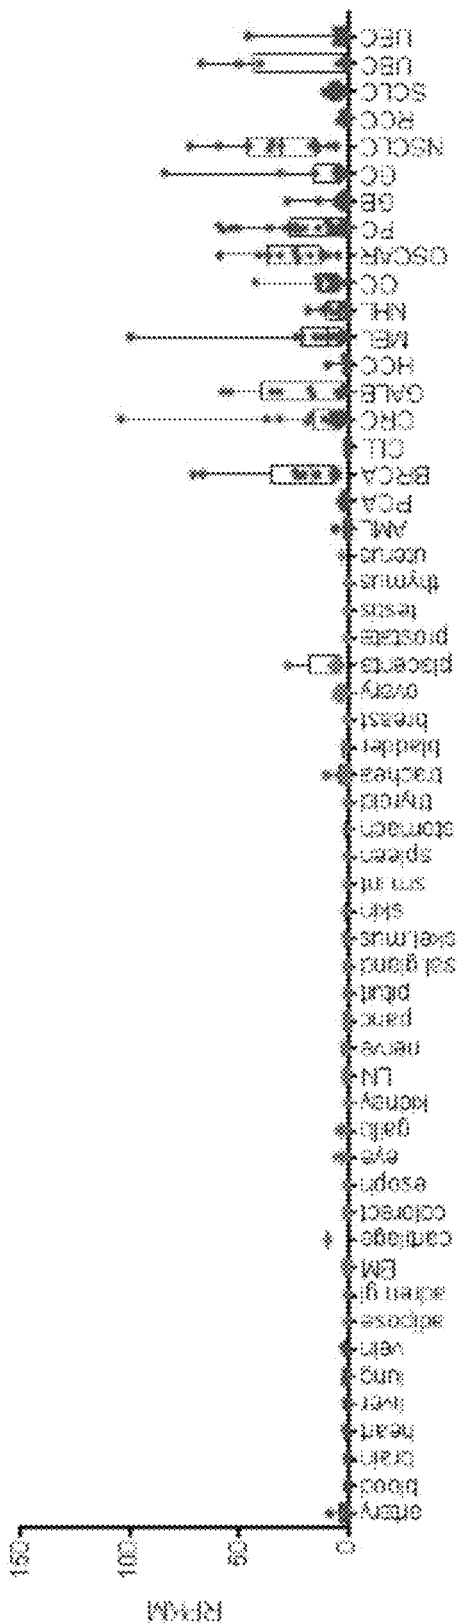 RPKM
150
100
50
0
artery
blood
brain
heart
liver
lung
vein
adipose
adren gl
BM
cartilage
colorect
esoph
eye
gallb
kidney
LN
nerve
panc
pituit
sal gland
skel.mus
skin
sm.int
spleen
stomach
thyroid
trachea
bladder
breast
ovary
placenta
prostate
testis
thymus
uterus
AML
PCA
BRCA
CLL
CRC
GALB
HCC
MEL
NHL
OC
OSCAR
PC
GB
GC
NSCLC
RCC
SCLC
UBC
UEC